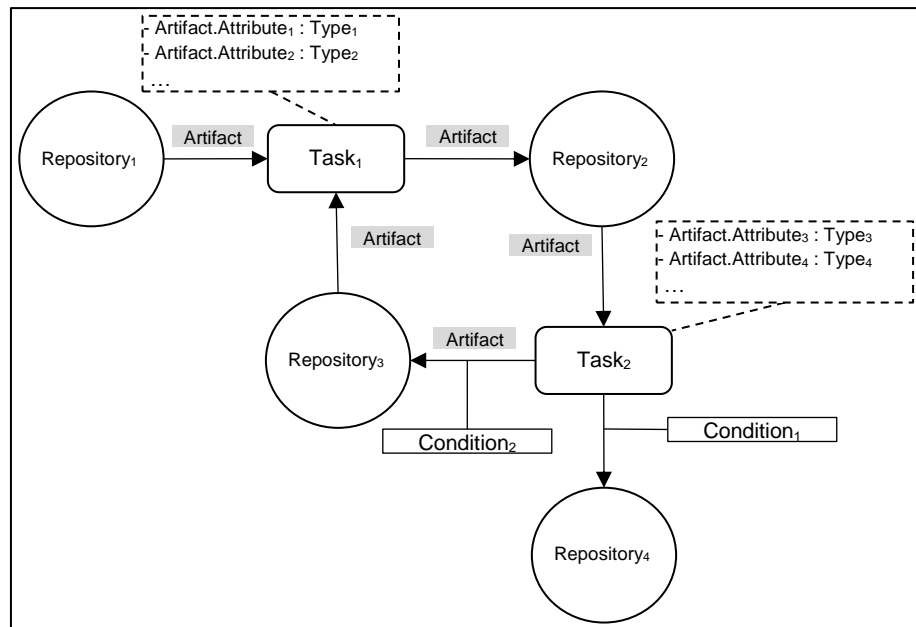 - Artifact.Attribute₁ : Type₁
- Artifact.Attribute₂ : Type₂
...
Repository₁
Artifact
Task₁
Artifact
Repository₂
Artifact
Artifact
- Artifact.Attribute₃ : Type₃
- Artifact.Attribute₄ : Type₄
...
Repository₃
Artifact
Task₂
Condition₂
Condition₁
Repository₄